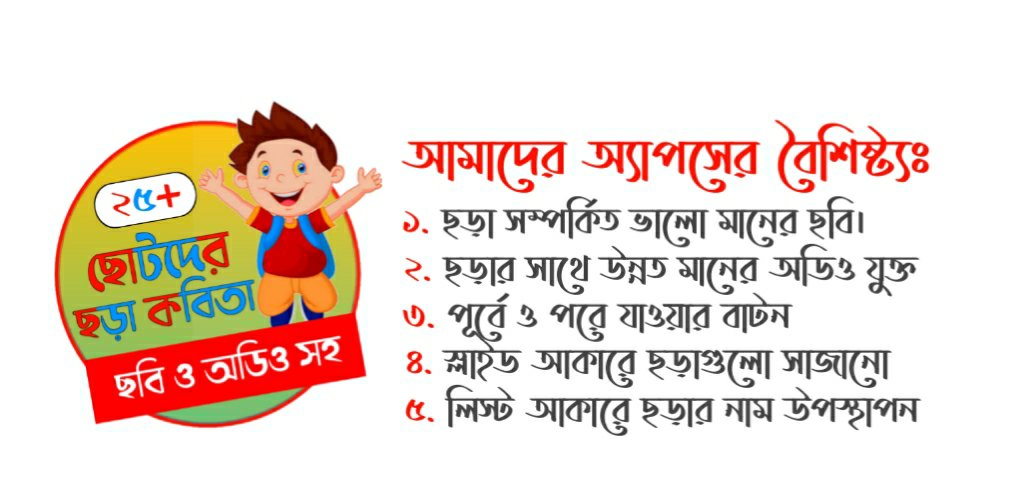 ২৫+
ছোটদের
ছড়া কবিতা
ছবি ও অডিও সহ
আমাদের অ্যাপসের বৈশিষ্ট্যঃ
১. ছড়া সম্পর্কিত ভালো মানের ছবি।
২. ছড়ার সাথে উন্নত মানের অডিও যুক্ত
৩. পূর্বে ও পরে যাওয়ার বাটন
৪. স্লাইড আকারে ছড়াগুলো সাজানো
৫. লিস্ট আকারে ছড়ার নাম উপস্থাপন